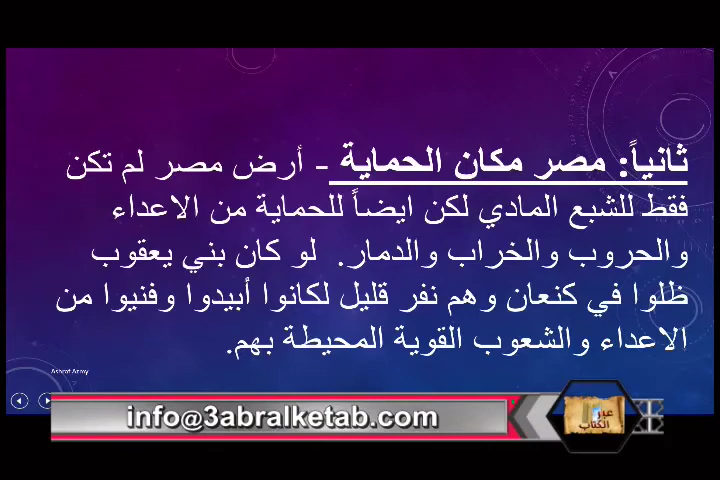 ثانياً: مصر مكان الحماية - أرض مصر لم تكن
فقط للشبع المادي لكن ايضاً للحماية من الاعداء
والحروب والخراب والدمار. لو كان بني يعقوب
ظلوا في كنعان وهم نفر قليل لكانوا أبيدوا وفنيوا من
الاعداء والشعوب القوية المحيطة بهم.
Ashrof Azmy
info@3abralketab.com
عبر
الكتاب